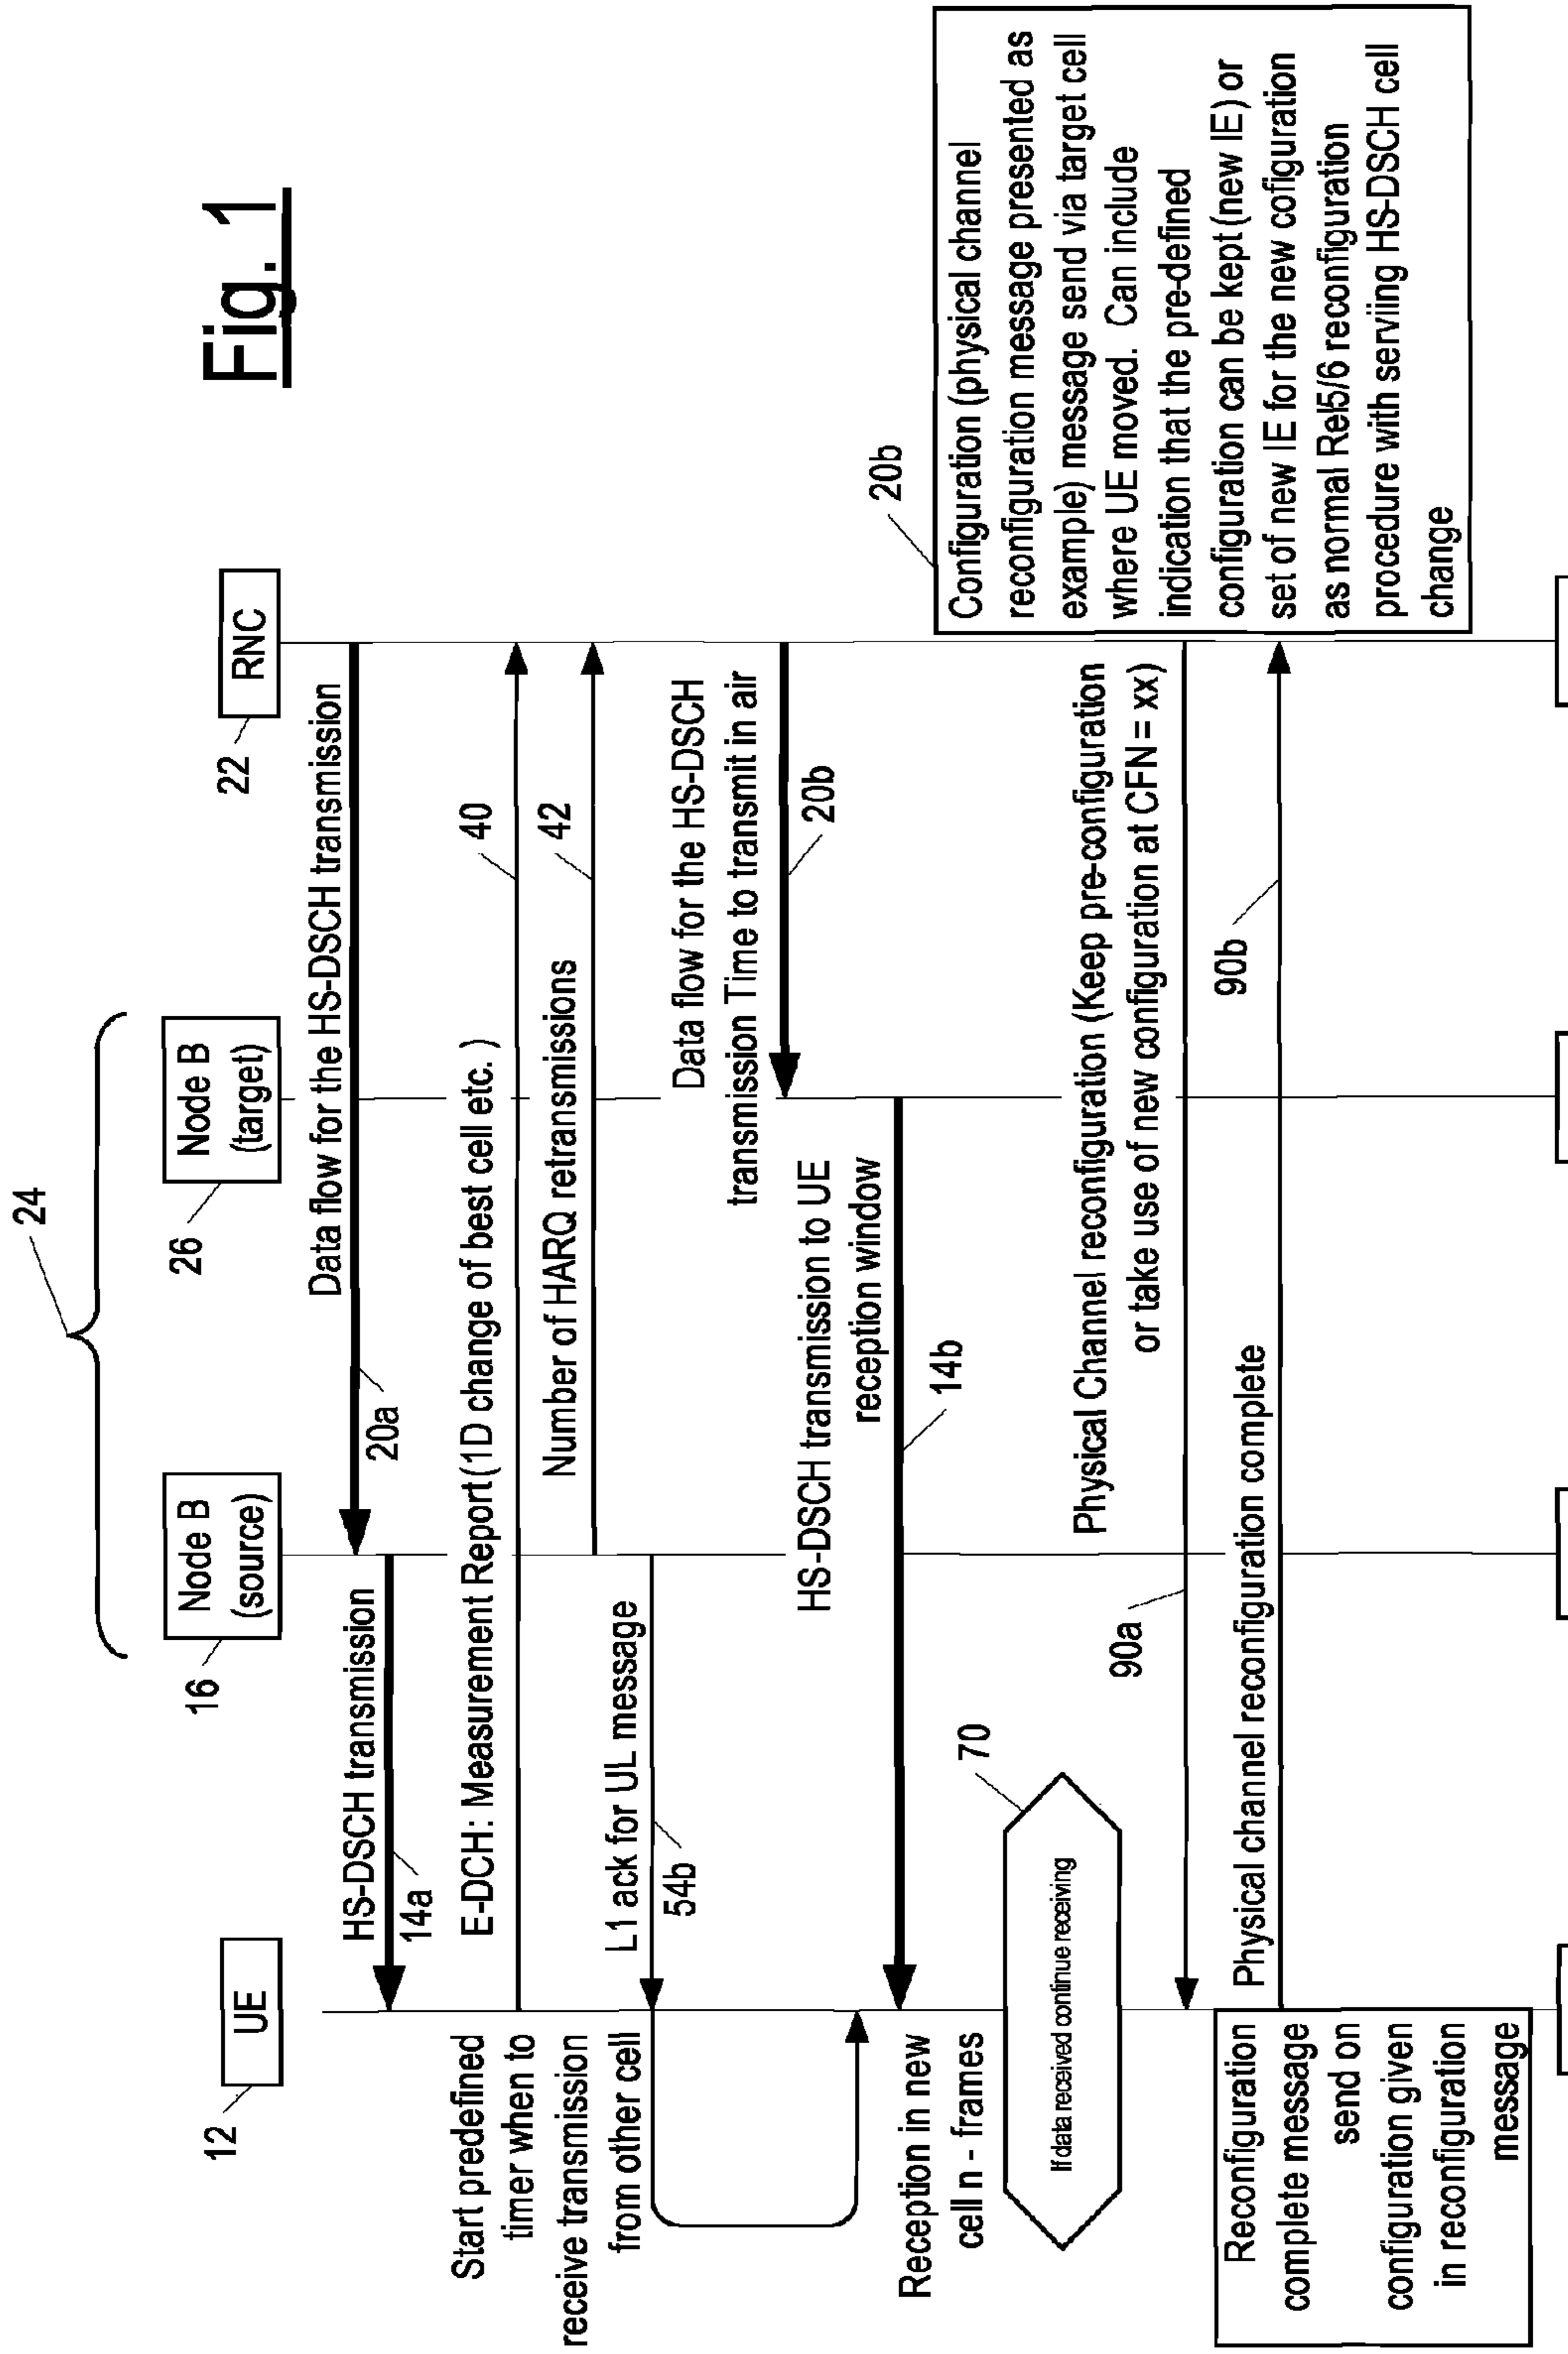 Fig. 1
24
12
UE
16
Node B
(source)
26
Node B
(target)
22
RNC
Data flow for the HS-DSCH transmission
20a
HS-DSCH transmission
14a
Start predefined
timer when to
receive transmission
from other cell
E-DCH: Measurement Report (1D change of best cell etc. )
40
Number of HARQ retransmissions
42
L1 ack for UL message
54b
Data flow for the HS-DSCH
transmission Time to transmit in air
20b
HS-DSCH transmission to UE
reception window
14b
Reception in new
cell n - frames
70
If data received continue receiving
20b
Configuration (physical channel
reconfiguration message presented as
example) message send via target cell
where UE moved. Can include
indication that the pre-defined
configuration can be kept (new IE) or
set of new IE for the new cofiguration
as normal Rel5/6 reconfiguration
procedure with serviing HS-DSCH cell
change
Physical Channel reconfiguration (Keep pre-configuration
or take use of new configuration at CFN = xx)
90a
Physical channel reconfiguration complete
90b
Reconfiguration
complete message
send on
configuration given
in reconfiguration
message